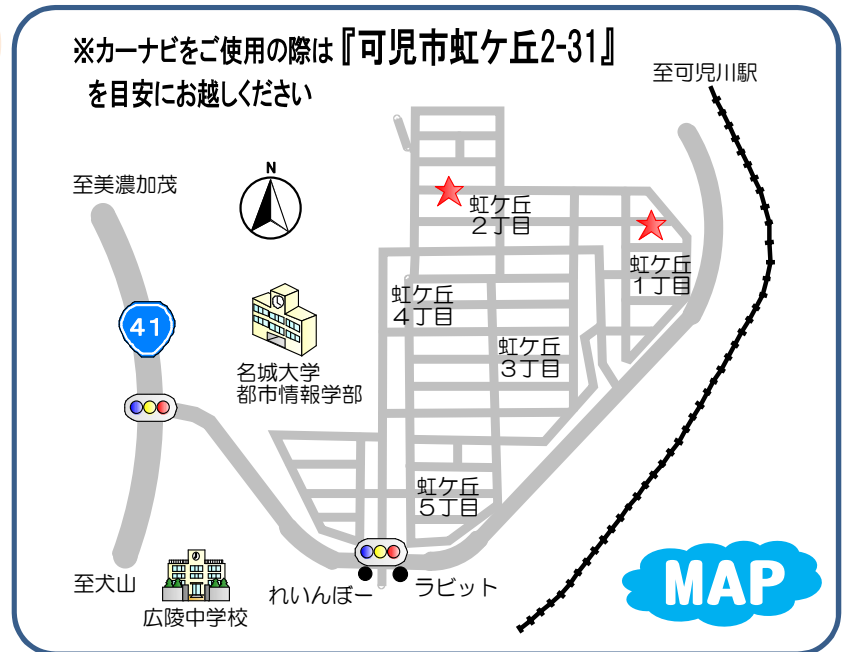 ※カーナビをご使用の際は『可児市虹ケ丘2-31』
を目安にお越しください
至可児川駅
N
至美濃加茂
虹ケ丘
２丁目
虹ケ丘
１丁目
虹ケ丘
４丁目
41
虹ケ丘
３丁目
名城大学
都市情報学部
虹ケ丘
５丁目
至犬山
広陵中学校
れいんぼー
ラビット
MAP